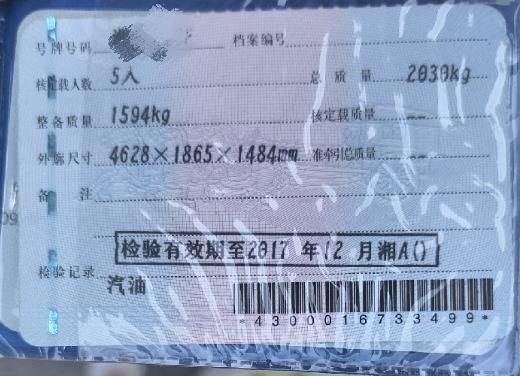 号牌号码 档案编号
核定载人数 5人 总质量 2030kg
整备质量 1594kg 核定载质量 --
外廓尺寸 4628×1865×1484mm 准牵引总质量 --
备注
检验有效期至2017年12月湘A()
检验记录
汽油
*4300016733499*